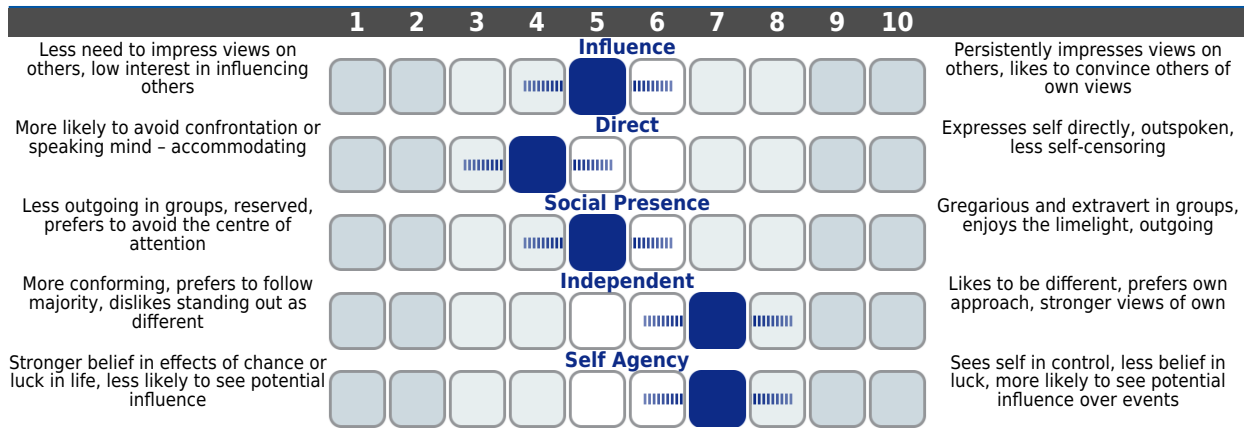 1 2 3 4 5 6 7 8 9 10
Influence
Less need to impress views on
others, low interest in influencing
others
Persistently impresses views on
others, likes to convince others of
own views
Direct
More likely to avoid confrontation or
speaking mind – accommodating
Expresses self directly, outspoken,
less self-censoring
Social Presence
Less outgoing in groups, reserved,
prefers to avoid the centre of
attention
Gregarious and extravert in groups,
enjoys the limelight, outgoing
Independent
More conforming, prefers to follow
majority, dislikes standing out as
different
Likes to be different, prefers own
approach, stronger views of own
Self Agency
Stronger belief in effects of chance or
luck in life, less likely to see potential
influence
Sees self in control, less belief in
luck, more likely to see potential
influence over events